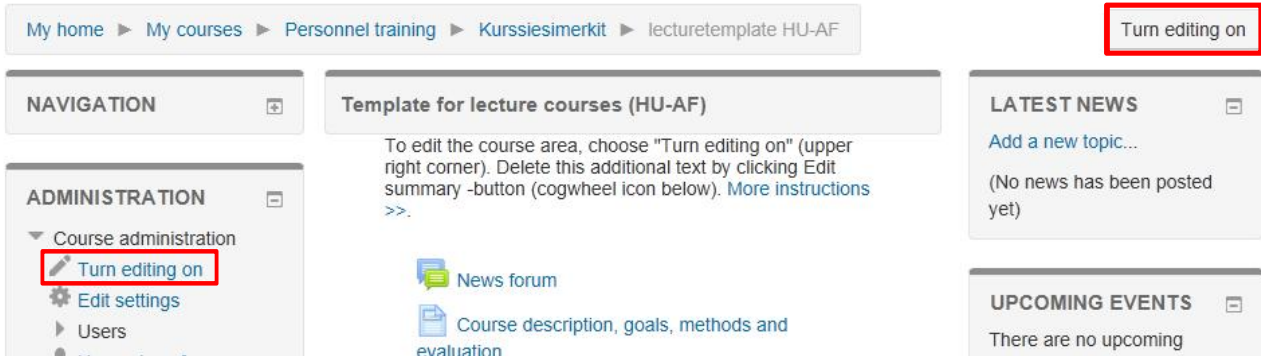 My home ► My courses ► Personnel training ► Kurssiesimerkit ► lecturetemplate HU-AF
Turn editing on
NAVIGATION
ADMINISTRATION
Course administration
Turn editing on
Edit settings
Users
Template for lecture courses (HU-AF)
To edit the course area, choose "Turn editing on" (upper
right corner). Delete this additional text by clicking Edit
summary -button (cogwheel icon below). More instructions
>>.
News forum
Course description, goals, methods and
evaluation
LATEST NEWS
Add a new topic...
(No news has been posted
yet)
UPCOMING EVENTS
There are no upcoming